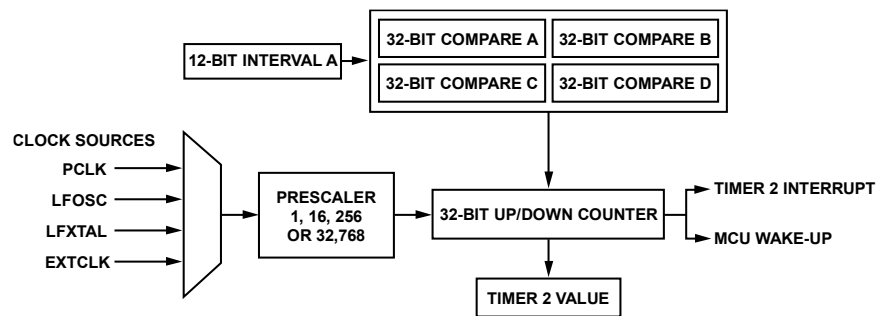 32-BIT COMPARE A
32-BIT COMPARE B
12-BIT INTERVAL A
32-BIT COMPARE C
32-BIT COMPARE D
CLOCK SOURCES
PCLK
LFOSC
LFXTAL
EXTCLK
PRESCALER
1, 16, 256
OR 32,768
32-BIT UP/DOWN COUNTER
TIMER 2 INTERRUPT
MCU WAKE-UP
TIMER 2 VALUE